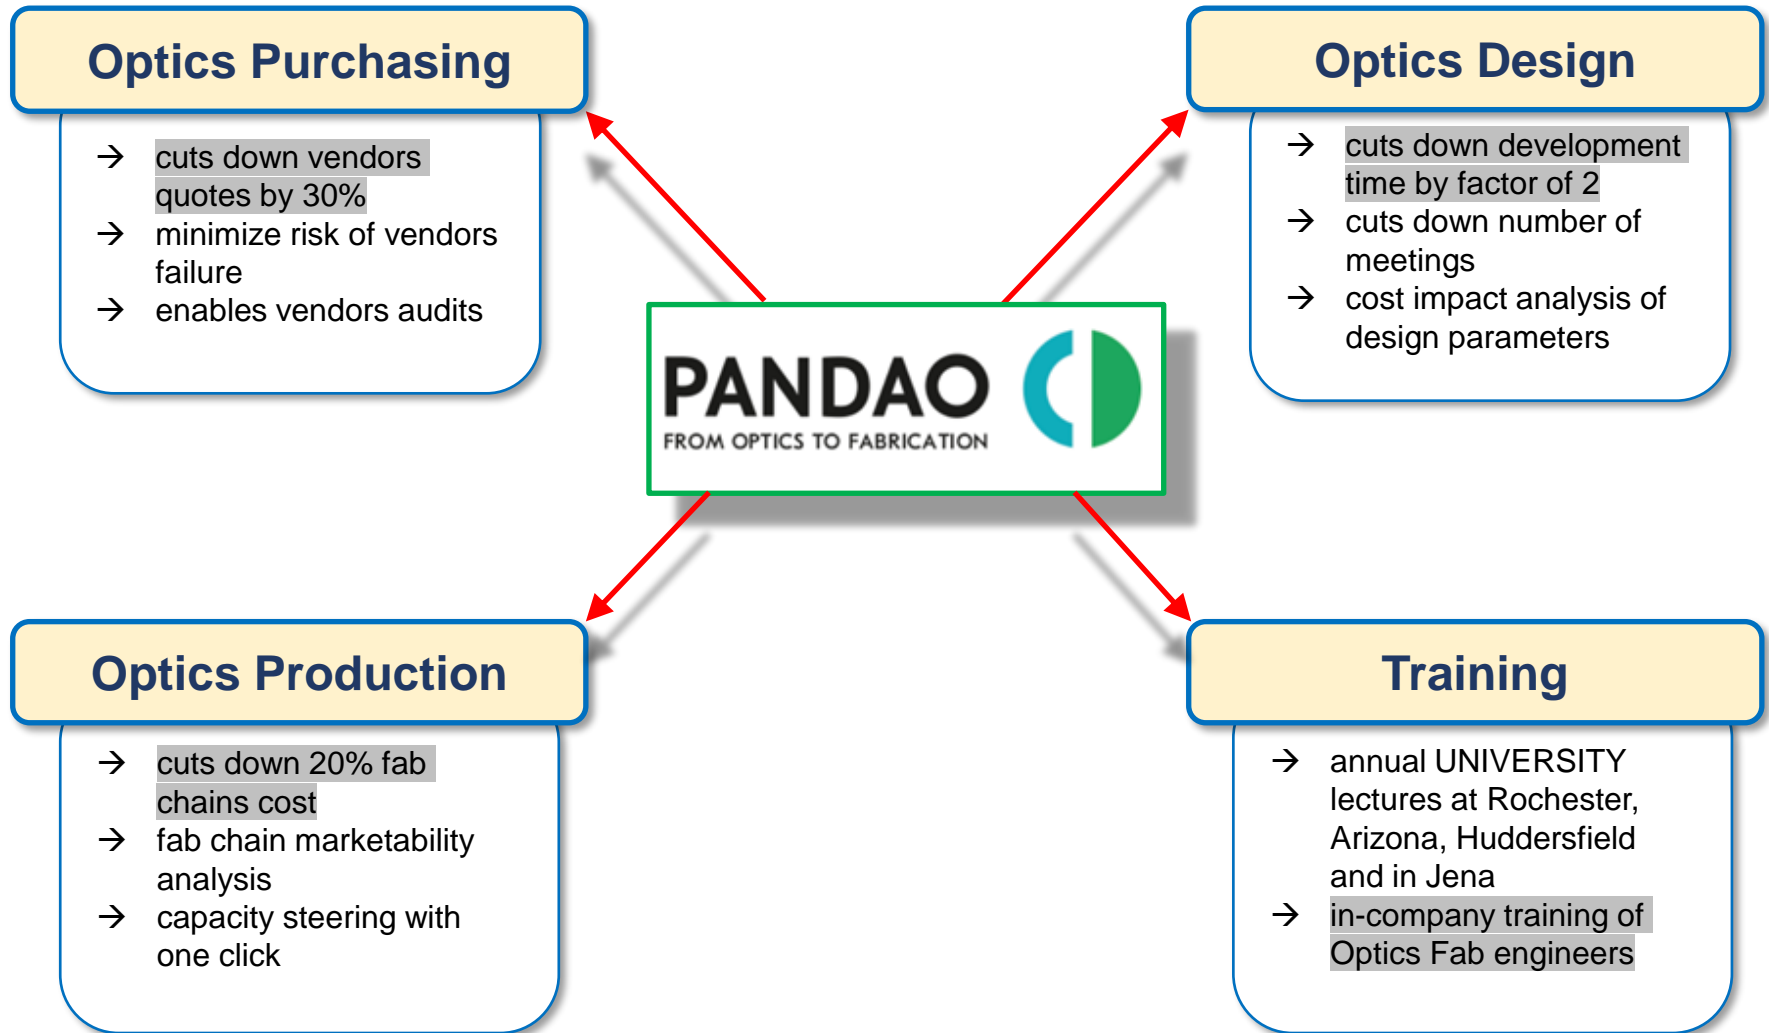 Optics Purchasing
→ cuts down vendors
quotes by 30%
→ minimize risk of vendors
failure
→ enables vendors audits
Optics Design
→ cuts down development
time by factor of 2
→ cuts down number of
meetings
→ cost impact analysis of
design parameters
PANDAO
FROM OPTICS TO FABRICATION
Optics Production
→ cuts down 20% fab
chains cost
→ fab chain marketability
analysis
→ capacity steering with
one click
Training
→ annual UNIVERSITY
lectures at Rochester,
Arizona, Huddersfield
and in Jena
→ in-company training of
Optics Fab engineers